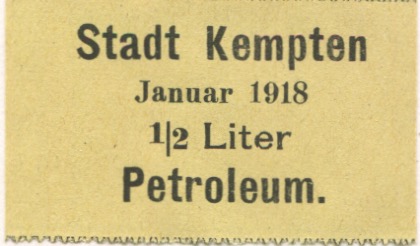 Stadt Kempten
Januar 1918
1/2 Liter
Petroleum.